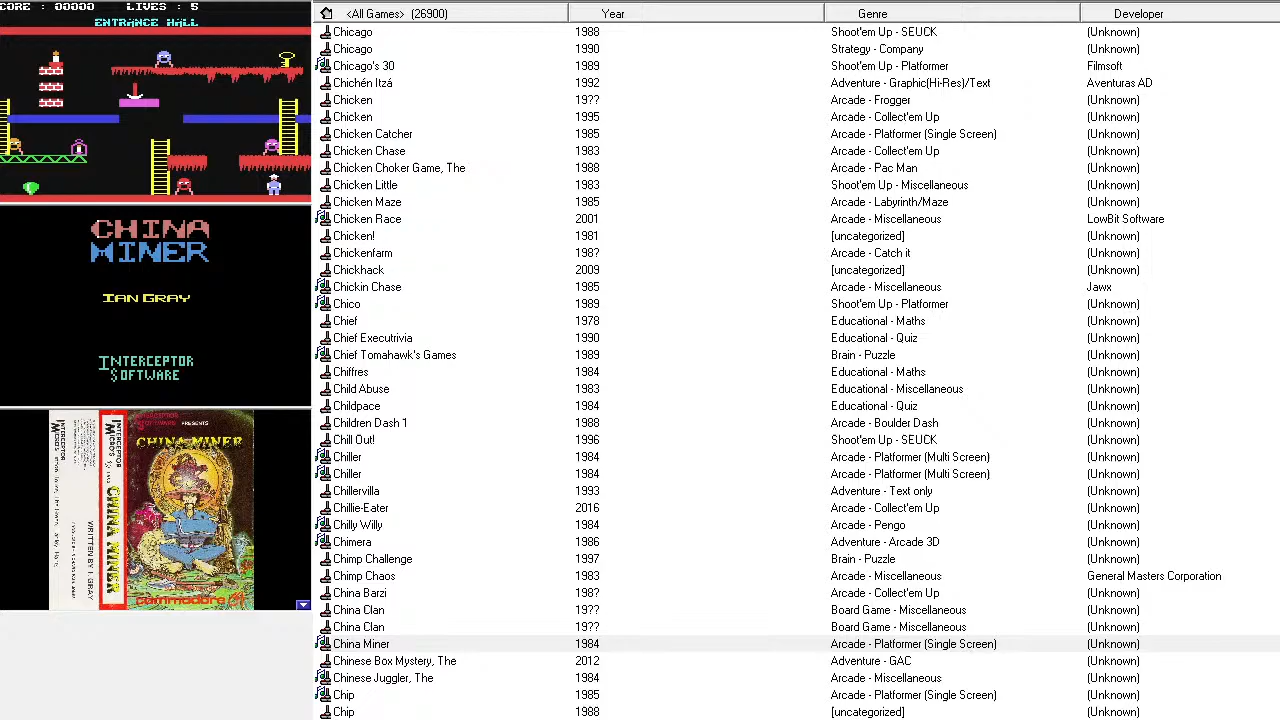 CORE : 00000 LIVES : 5
ENTRANCE HALL
CHINA
MINER
IAN GRAY
INTERCEPTOR
SOFTWARE
PRESENTS
CHINA MINER
INTERCEPTOR
MICRO'S
CHINA MINER
WRITTEN BY I. GRAY
commodore 64
<All Games> (26900) Year Genre Developer
Chicago 1988 Shoot'em Up - SEUCK (Unknown)
Chicago 1990 Strategy - Company (Unknown)
Chicago's 30 1989 Shoot'em Up - Platformer Filmsoft
Chichén Itzá 1992 Adventure - Graphic(Hi-Res)/Text Aventuras AD
Chicken 19?? Arcade - Frogger (Unknown)
Chicken 1995 Arcade - Collect'em Up (Unknown)
Chicken Catcher 1985 Arcade - Platformer (Single Screen) (Unknown)
Chicken Chase 1983 Arcade - Collect'em Up (Unknown)
Chicken Choker Game, The 1988 Arcade - Pac Man (Unknown)
Chicken Little 1983 Shoot'em Up - Miscellaneous (Unknown)
Chicken Maze 1985 Arcade - Labyrinth/Maze (Unknown)
Chicken Race 2001 Arcade - Miscellaneous LowBit Software
Chicken! 1981 [uncategorized] (Unknown)
Chickenfarm 198? Arcade - Catch it (Unknown)
Chickhack 2009 [uncategorized] (Unknown)
Chickin Chase 1985 Arcade - Miscellaneous Jawx
Chico 1989 Shoot'em Up - Platformer (Unknown)
Chief 1978 Educational - Maths (Unknown)
Chief Executrivia 1990 Educational - Quiz (Unknown)
Chief Tomahawk's Games 1989 Brain - Puzzle (Unknown)
Chiffres 1984 Educational - Maths (Unknown)
Child Abuse 1983 Educational - Miscellaneous (Unknown)
Childpace 1984 Educational - Quiz (Unknown)
Children Dash 1 1988 Arcade - Boulder Dash (Unknown)
Chill Out! 1996 Shoot'em Up - SEUCK (Unknown)
Chiller 1984 Arcade - Platformer (Multi Screen) (Unknown)
Chiller 1984 Arcade - Platformer (Multi Screen) (Unknown)
Chillervilla 1993 Adventure - Text only (Unknown)
Chillie-Eater 2016 Arcade - Collect'em Up (Unknown)
Chilly Willy 1984 Arcade - Pengo (Unknown)
Chimera 1986 Adventure - Arcade 3D (Unknown)
Chimp Challenge 1997 Brain - Puzzle (Unknown)
Chimp Chaos 1983 Arcade - Miscellaneous General Masters Corporation
China Barzi 198? Arcade - Collect'em Up (Unknown)
China Clan 19?? Board Game - Miscellaneous (Unknown)
China Clan 19?? Board Game - Miscellaneous (Unknown)
China Miner 1984 Arcade - Platformer (Single Screen) (Unknown)
Chinese Box Mystery, The 2012 Adventure - GAC (Unknown)
Chinese Juggler, The 1984 Arcade - Miscellaneous (Unknown)
Chip 1985 Arcade - Platformer (Single Screen) (Unknown)
Chip 1988 [uncategorized] (Unknown)